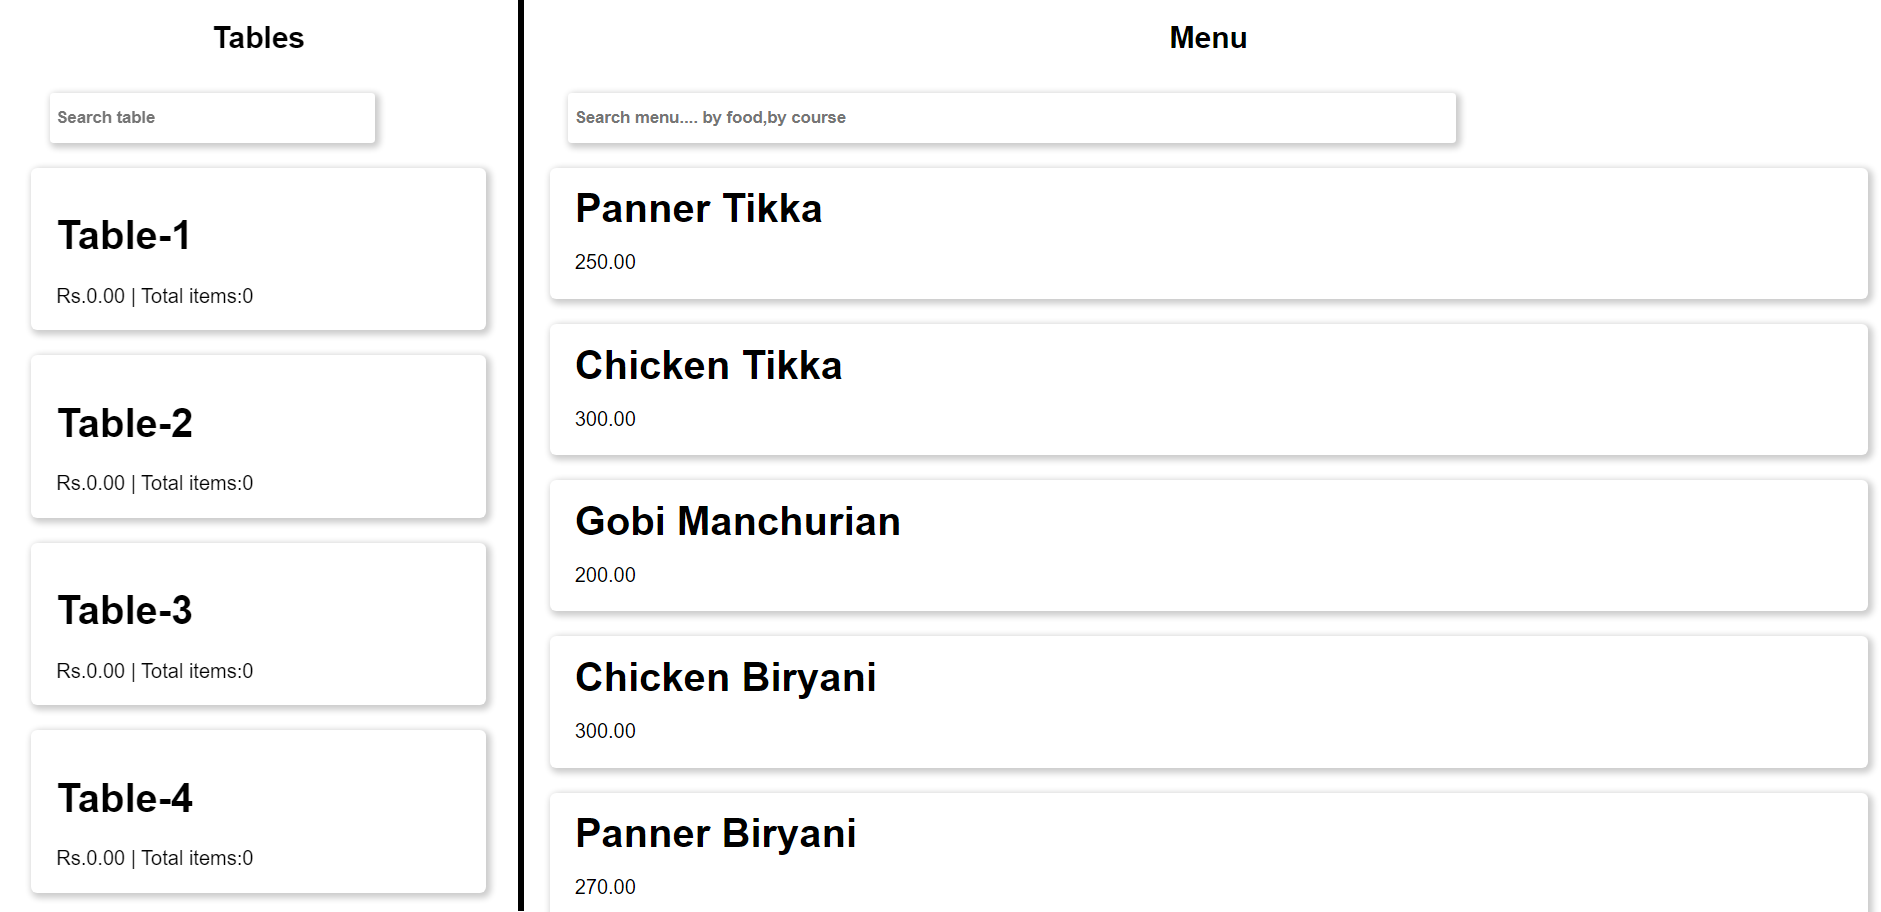 Tables
Search table
Table-1
Rs.0.00 | Total items:0
Table-2
Rs.0.00 | Total items:0
Table-3
Rs.0.00 | Total items:0
Table-4
Rs.0.00 | Total items:0
Menu
Search menu.... by food,by course
Panner Tikka
250.00
Chicken Tikka
300.00
Gobi Manchurian
200.00
Chicken Biryani
300.00
Panner Biryani
270.00